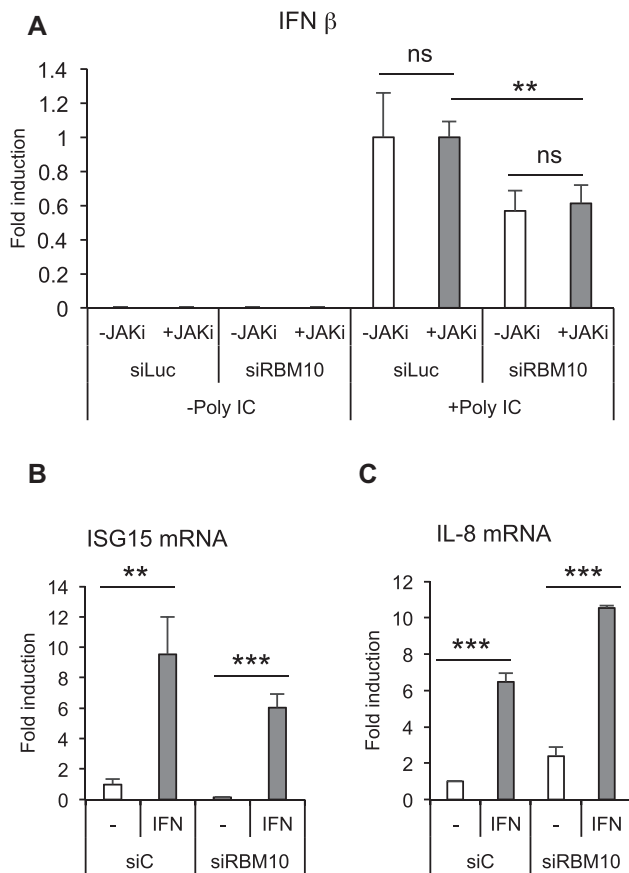 A
IFN β
Fold induction
1.4
1.2
1
0.8
0.6
0.4
0.2
0
ns
**
ns
-JAKi +JAKi -JAKi +JAKi -JAKi +JAKi -JAKi +JAKi
siLuc siRBM10 siLuc siRBM10
-Poly IC +Poly IC
B
ISG15 mRNA
Fold induction
14
12
10
8
6
4
2
0
**
***
- IFN - IFN
siC siRBM10
C
IL-8 mRNA
Fold induction
12
10
8
6
4
2
0
***
***
- IFN - IFN
siC siRBM10